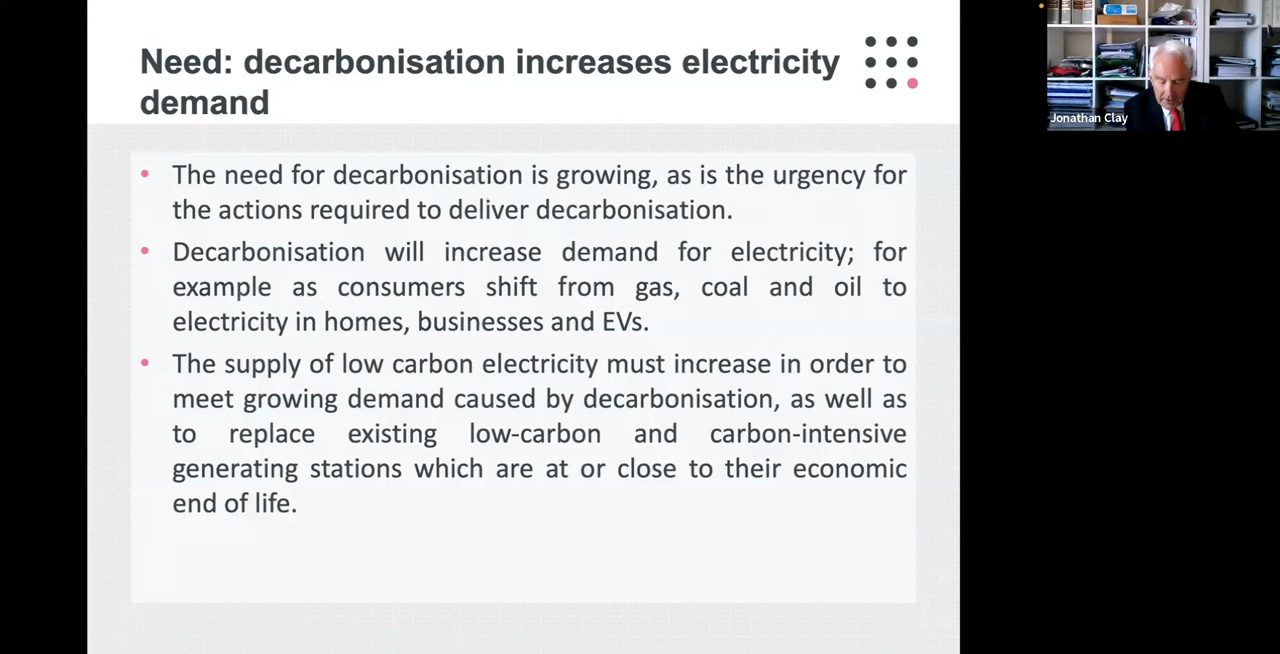 Need: decarbonisation increases electricity
demand
Jonathan Clay
• The need for decarbonisation is growing, as is the urgency for
the actions required to deliver decarbonisation.
• Decarbonisation will increase demand for electricity; for
example as consumers shift from gas, coal and oil to
electricity in homes, businesses and EVs.
• The supply of low carbon electricity must increase in order to
meet growing demand caused by decarbonisation, as well as
to replace existing low-carbon and carbon-intensive
generating stations which are at or close to their economic
end of life.